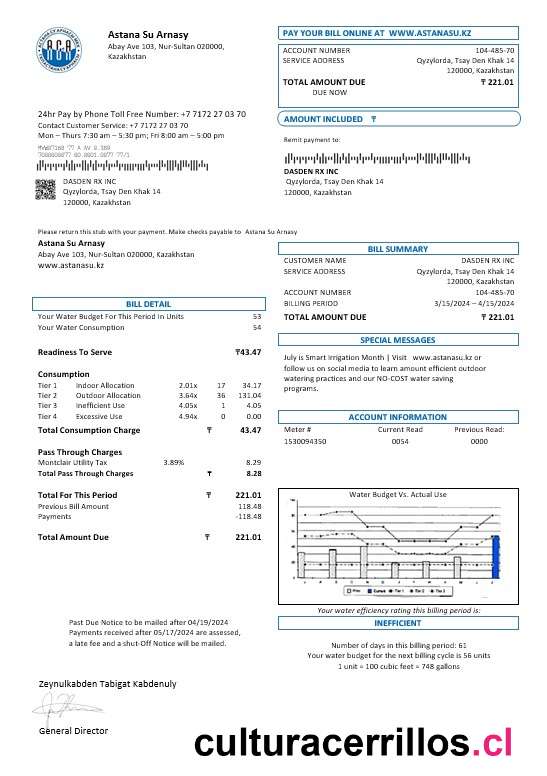 Astana Su Arnasy
Abay Ave 103, Nur-Sultan 020000,
Kazakhstan
PAY YOUR BILL ONLINE AT WWW.ASTANASU.KZ
ACCOUNT NUMBER 104-485-70
SERVICE ADDRESS Qyzylorda, Tsay Den Khak 14
120000, Kazakhstan
TOTAL AMOUNT DUE ₸ 221.01
DUE NOW
24hr Pay by Phone Toll Free Number: +7 7172 27 03 70
Contact Customer Service: +7 7172 27 03 70
Mon – Thurs 7:30 am – 5:30 pm; Fri 8:00 am – 5:00 pm
AMOUNT INCLUDED ₸
Remit payment to:
DASDEN RX INC
Qyzylorda, Tsay Den Khak 14
120000, Kazakhstan
DASDEN RX INC
Qyzylorda, Tsay Den Khak 14
120000, Kazakhstan
Please return this stub with your payment. Make checks payable to Astana Su Arnasy
Astana Su Arnasy
Abay Ave 103, Nur-Sultan 020000, Kazakhstan
www.astanasu.kz
BILL SUMMARY
CUSTOMER NAME DASDEN RX INC
SERVICE ADDRESS Qyzylorda, Tsay Den Khak 14
120000, Kazakhstan
ACCOUNT NUMBER 104-485-70
BILLING PERIOD 3/15/2024 – 4/15/2024
TOTAL AMOUNT DUE ₸ 221.01
BILL DETAIL
Your Water Budget For This Period In Units 53
Your Water Consumption 54
Readiness To Serve ₸43.47
Consumption
Tier 1 Indoor Allocation 2.01x 17 34.17
Tier 2 Outdoor Allocation 3.64x 36 131.04
Tier 3 Inefficient Use 4.05x 1 4.05
Tier 4 Excessive Use 4.94x 0 0.00
Total Consumption Charge ₸ 43.47
Pass Through Charges
Montclair Utility Tax 3.89% 8.29
Total Pass Through Charges ₸ 8.28
Total For This Period ₸ 221.01
Previous Bill Amount 118.48
Payments -118.48
Total Amount Due ₸ 221.01
SPECIAL MESSAGES
July is Smart Irrigation Month | Visit www.astanasu.kz or
follow us on social media to learn amount efficient outdoor
watering practices and our NO-COST water saving
programs.
ACCOUNT INFORMATION
Meter # Current Read Previous Read:
1530094350 0054 0000
Water Budget Vs. Actual Use
Your water efficiency rating this billing period is:
INEFFICIENT
Number of days in this billing period: 61
Your water budget for the next billing cycle is 56 units
1 unit = 100 cubic feet = 748 gallons
Past Due Notice to be mailed after 04/19/2024
Payments received after 05/17/2024 are assessed,
a late fee and a shut-Off Notice will be mailed.
Zeynulkabden Tabigat Kabdenuly
General Director
culturacerrillos.cl